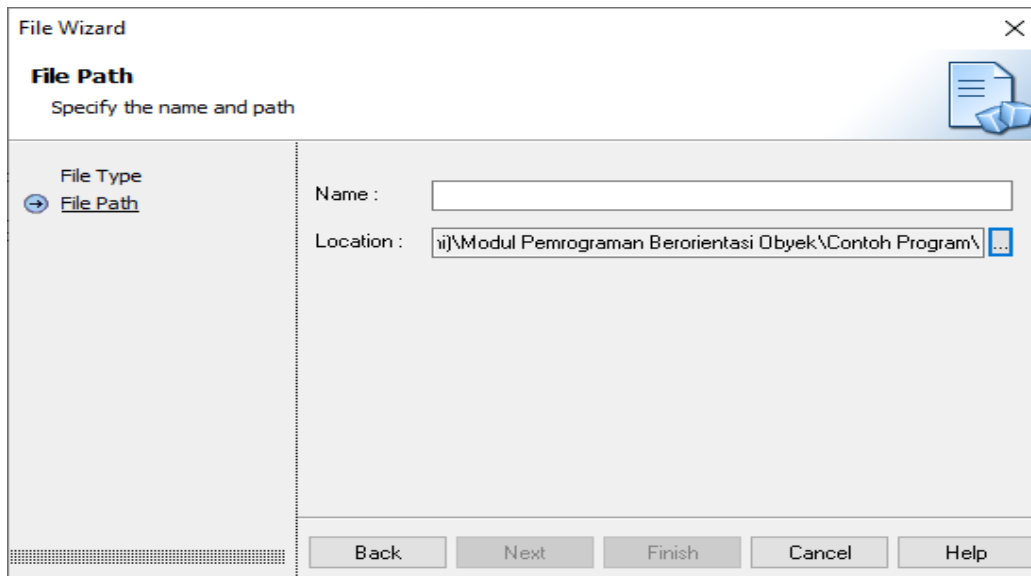 File Wizard
File Path
Specify the name and path
File Type
File Path
Name :
Location : ni)\Modul Pemrograman Berorientasi Obyek\Contoh Program\ ...
Back Next Finish Cancel Help